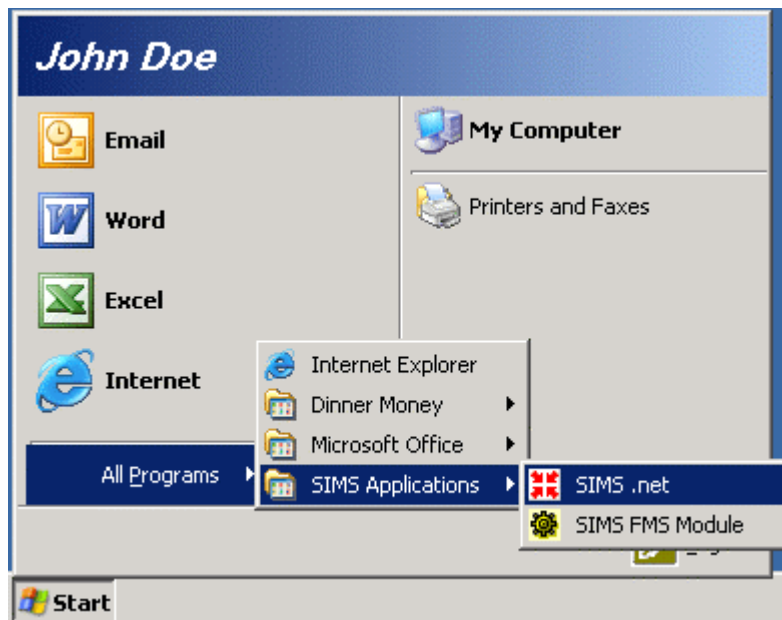 John Doe
Email
Word
Excel
Internet
All Programs
My Computer
Printers and Faxes
Internet Explorer
Dinner Money
Microsoft Office
SIMS Applications
SIMS .net
SIMS FMS Module
Start